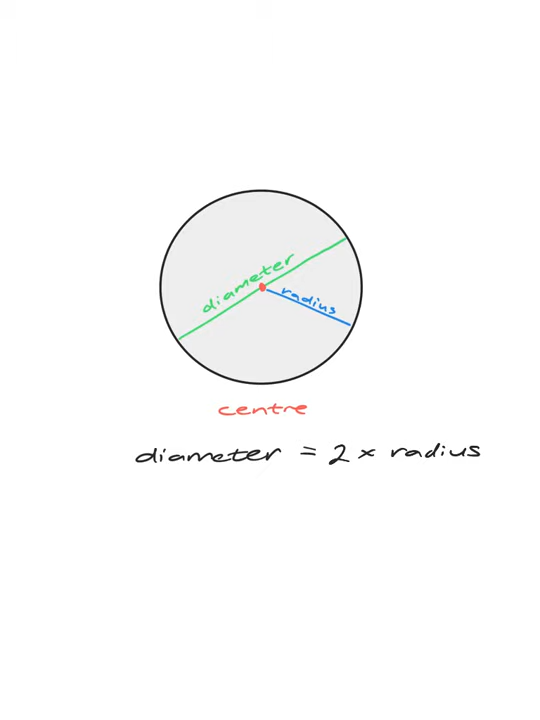 diameter
radius
centre
diameter = 2 × radius